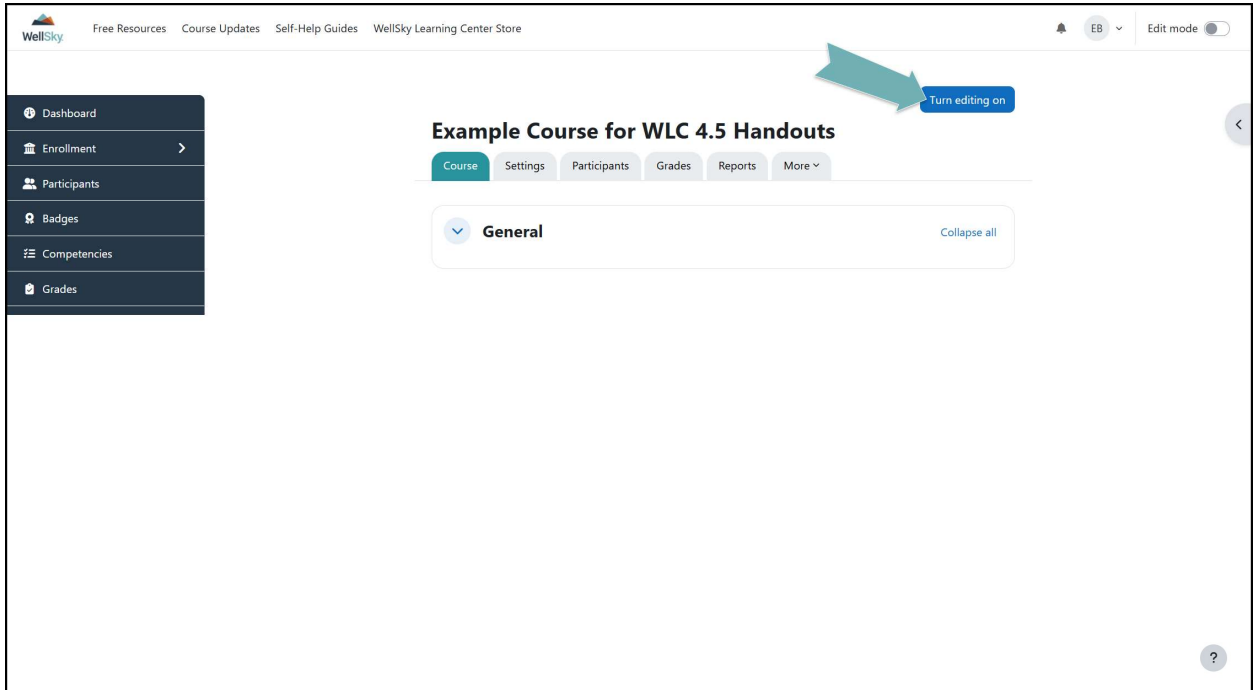 WellSky
Free Resources Course Updates Self-Help Guides WellSky Learning Center Store
EB
Edit mode
Turn editing on
Dashboard
Enrollment
Participants
Badges
Competencies
Grades
Example Course for WLC 4.5 Handouts
Course Settings Participants Grades Reports More
General
Collapse all
?